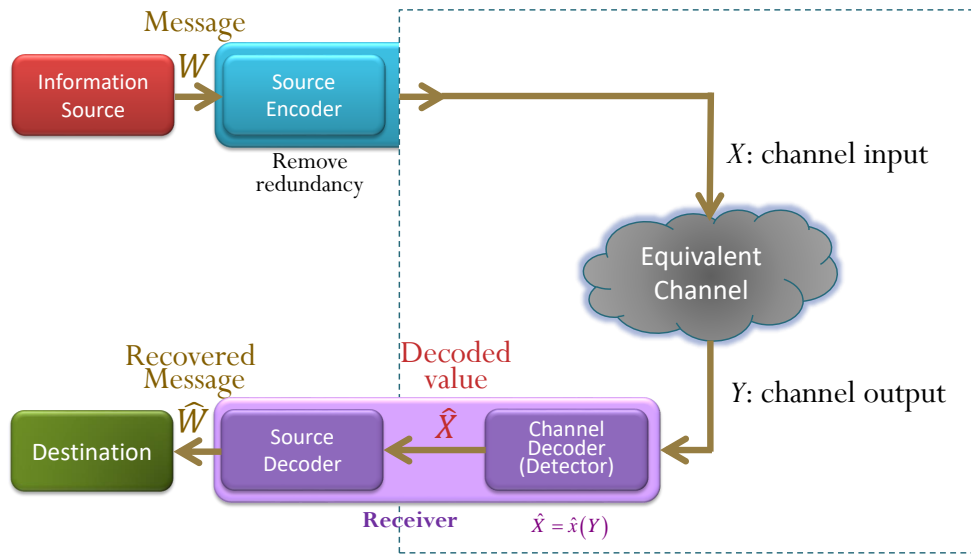 Message
W
Information
Source
Source
Encoder
Remove
redundancy
X: channel input
Equivalent
Channel
Y: channel output
Recovered
Message
Ŵ
Decoded
value
X̂
Destination
Source
Decoder
Channel
Decoder
(Detector)
Receiver
X̂ = x̂(Y)